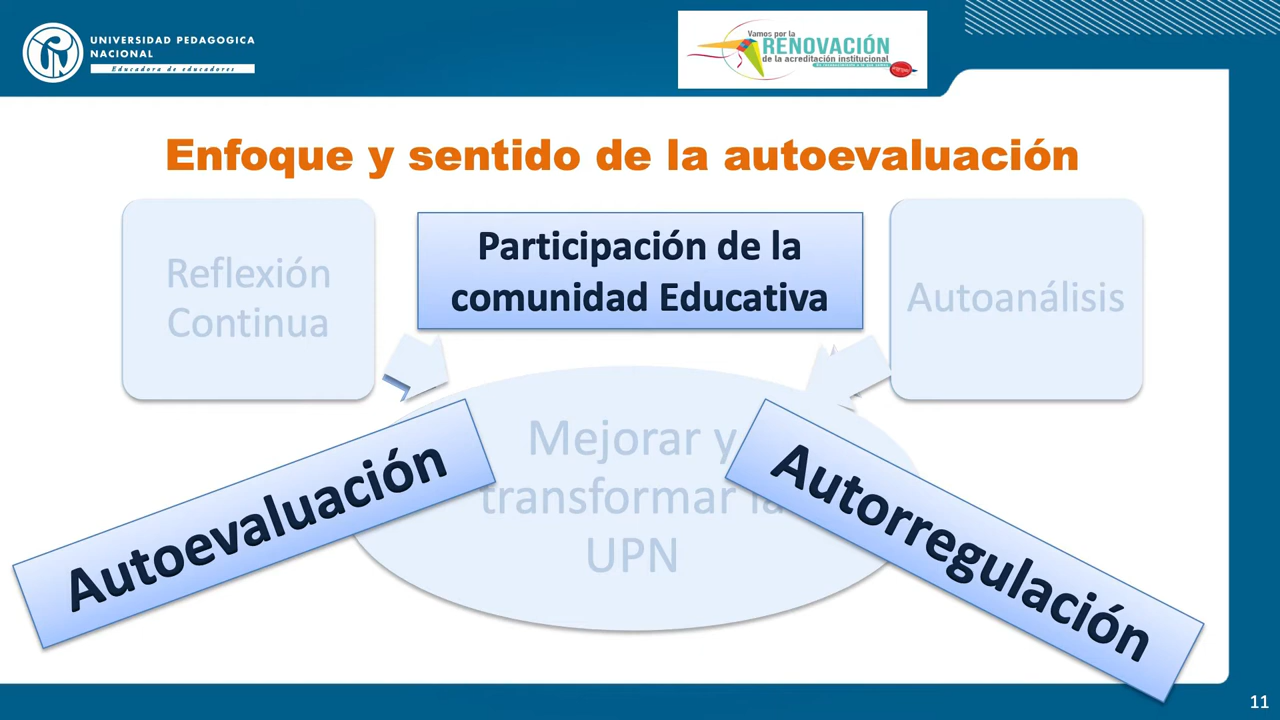 UNIVERSIDAD PEDAGOGICA
NACIONAL
Educadora de educadores
Vamos por la
RENOVACIÓN
de la acreditación institucional
Enfoque y sentido de la autoevaluación
Reflexión
Continua
Participación de la
comunidad Educativa
Autoanálisis
Mejorar y
transformar la
UPN
Autoevaluación
Autorregulación
11